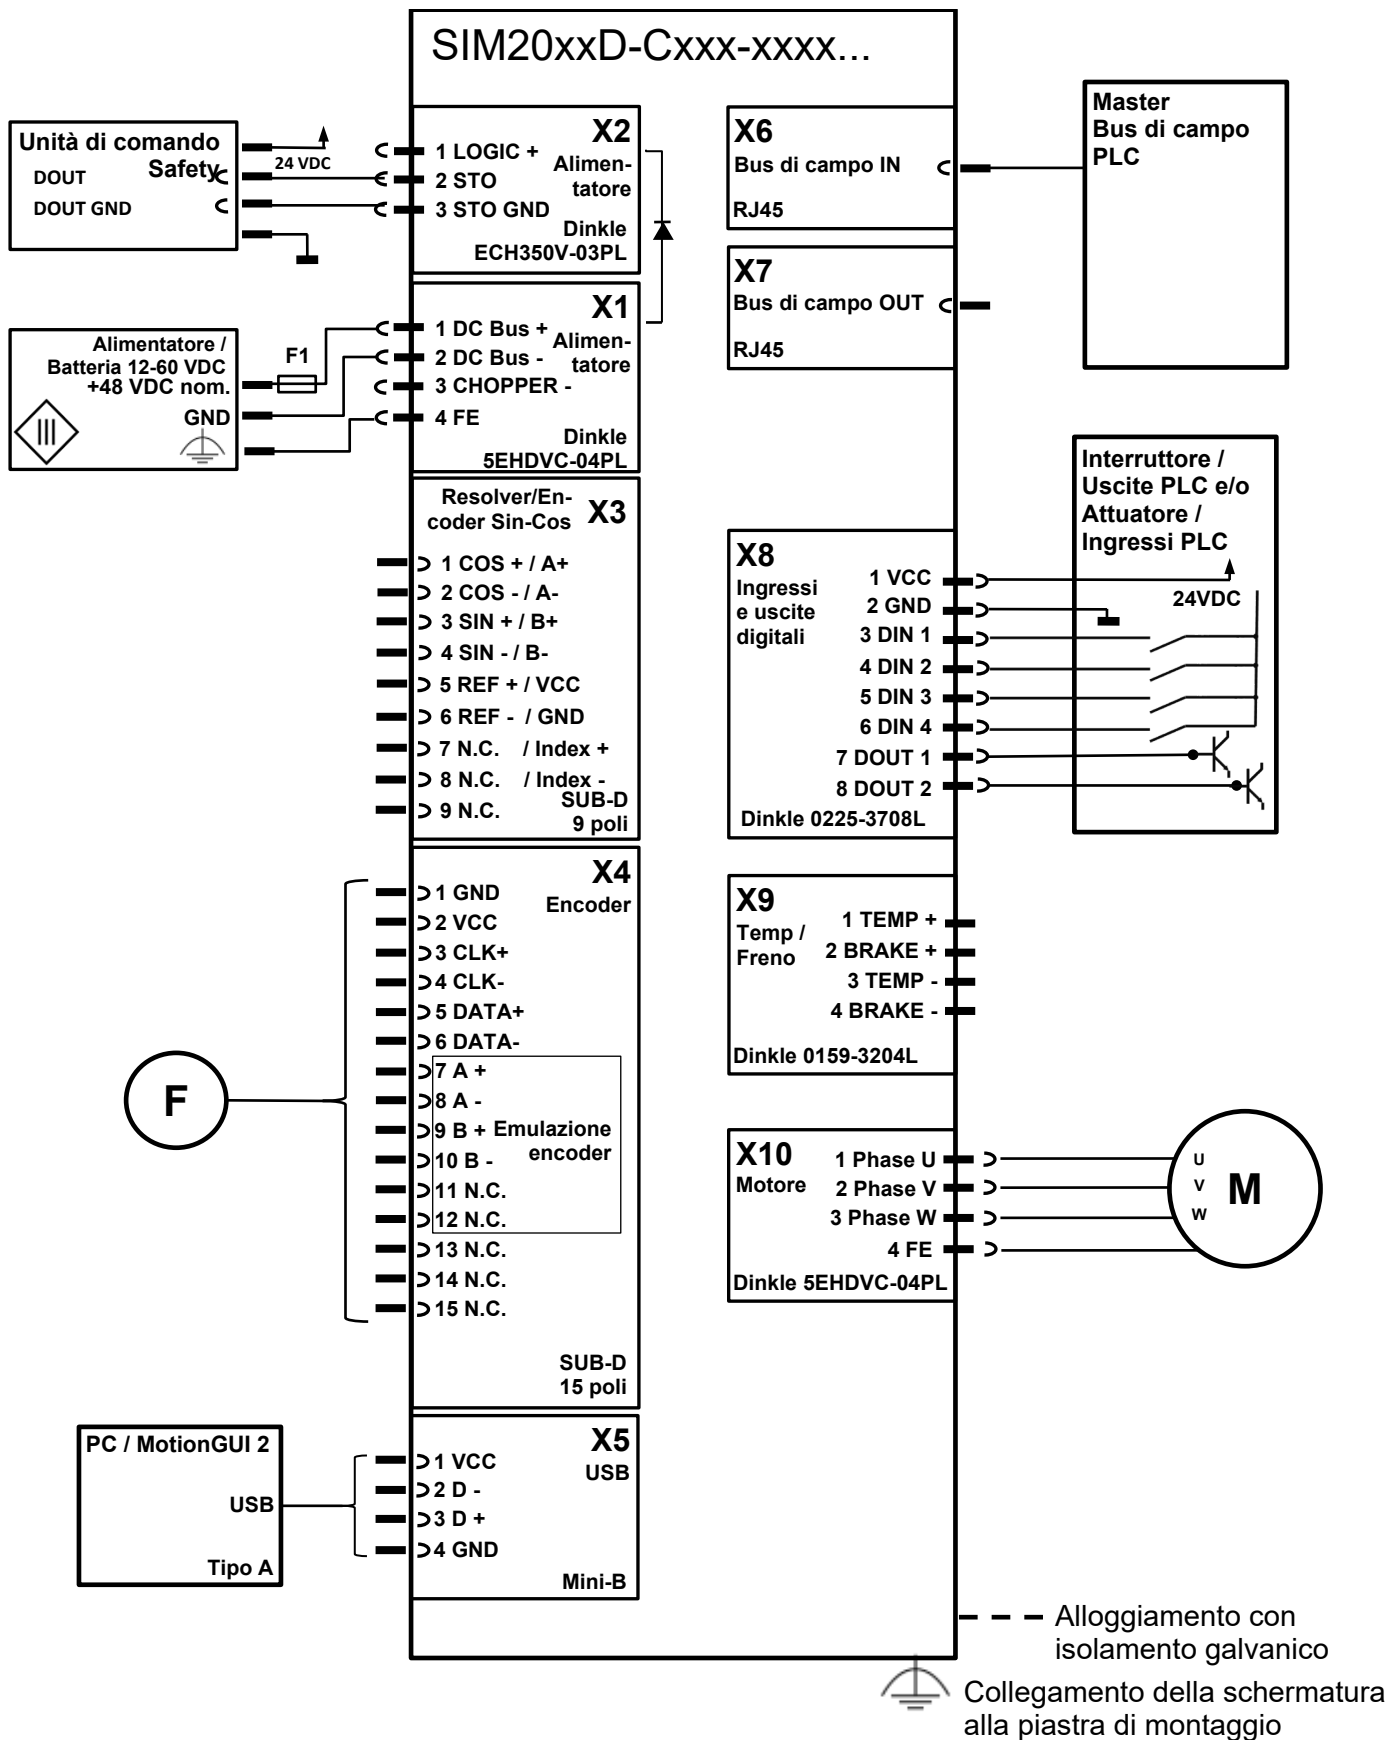 SIM20xxD-Cxxx-xxxx...
Unità di comando
Safety
DOUT
DOUT GND
24 VDC
X2
1 LOGIC +
2 STO
3 STO GND
Alimen-
tatore
Dinkle
ECH350V-03PL
Alimentatore /
Batteria 12-60 VDC
+48 VDC nom.
GND
III
F1
X1
1 DC Bus +
2 DC Bus -
3 CHOPPER -
4 FE
Alimen-
tatore
Dinkle
5EHDVC-04PL
Resolver/En-
coder Sin-Cos
X3
1 COS + / A+
2 COS - / A-
3 SIN + / B+
4 SIN - / B-
5 REF + / VCC
6 REF - / GND
7 N.C. / Index +
8 N.C. / Index -
9 N.C.
SUB-D
9 poli
F
X4
Encoder
1 GND
2 VCC
3 CLK+
4 CLK-
5 DATA+
6 DATA-
7 A +
8 A -
9 B +
10 B -
11 N.C.
12 N.C.
13 N.C.
14 N.C.
15 N.C.
Emulazione
encoder
SUB-D
15 poli
PC / MotionGUI 2
USB
Tipo A
X5
USB
1 VCC
2 D -
3 D +
4 GND
Mini-B
X6
Bus di campo IN
RJ45
X7
Bus di campo OUT
RJ45
Master
Bus di campo
PLC
X8
Ingressi
e uscite
digitali
1 VCC
2 GND
3 DIN 1
4 DIN 2
5 DIN 3
6 DIN 4
7 DOUT 1
8 DOUT 2
Dinkle 0225-3708L
Interruttore /
Uscite PLC e/o
Attuatore /
Ingressi PLC
24VDC
X9
Temp /
Freno
1 TEMP +
2 BRAKE +
3 TEMP -
4 BRAKE -
Dinkle 0159-3204L
X10
Motore
1 Phase U
2 Phase V
3 Phase W
4 FE
Dinkle 5EHDVC-04PL
U
V
W
M
Alloggiamento con
isolamento galvanico
Collegamento della schermatura
alla piastra di montaggio